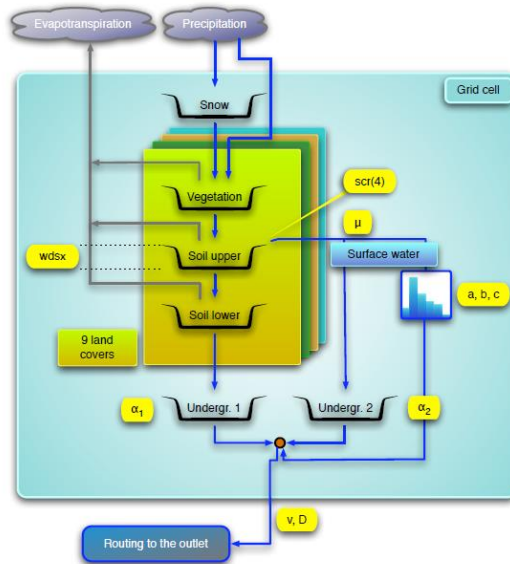 Evapotranspiration
Precipitation
Grid cell
Snow
scr(4)
Vegetation
μ
wdsx
Soil upper
Surface water
a, b, c
Soil lower
9 land
covers
α1
Undergr. 1
Undergr. 2
α2
v, D
Routing to the outlet